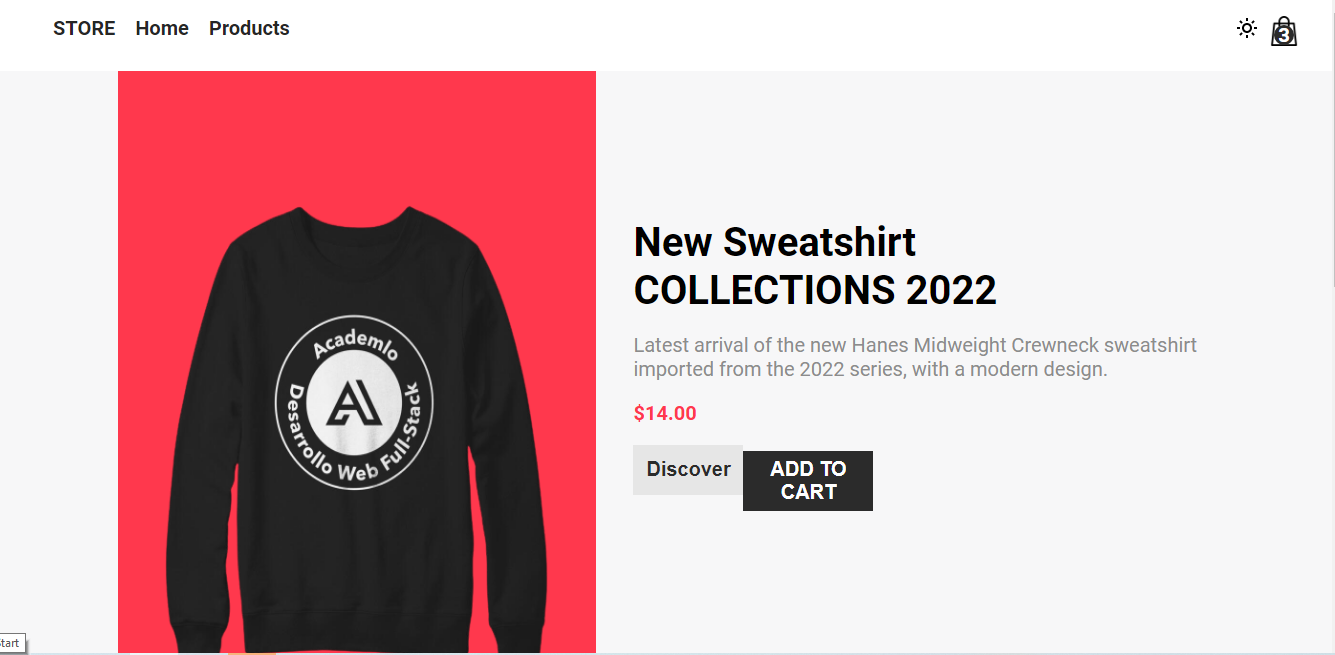 STORE Home Products
3
New Sweatshirt
COLLECTIONS 2022
Latest arrival of the new Hanes Midweight Crewneck sweatshirt
imported from the 2022 series, with a modern design.
$14.00
Discover
ADD TO
CART
Academlo
Desarrollo Web Full-Stack